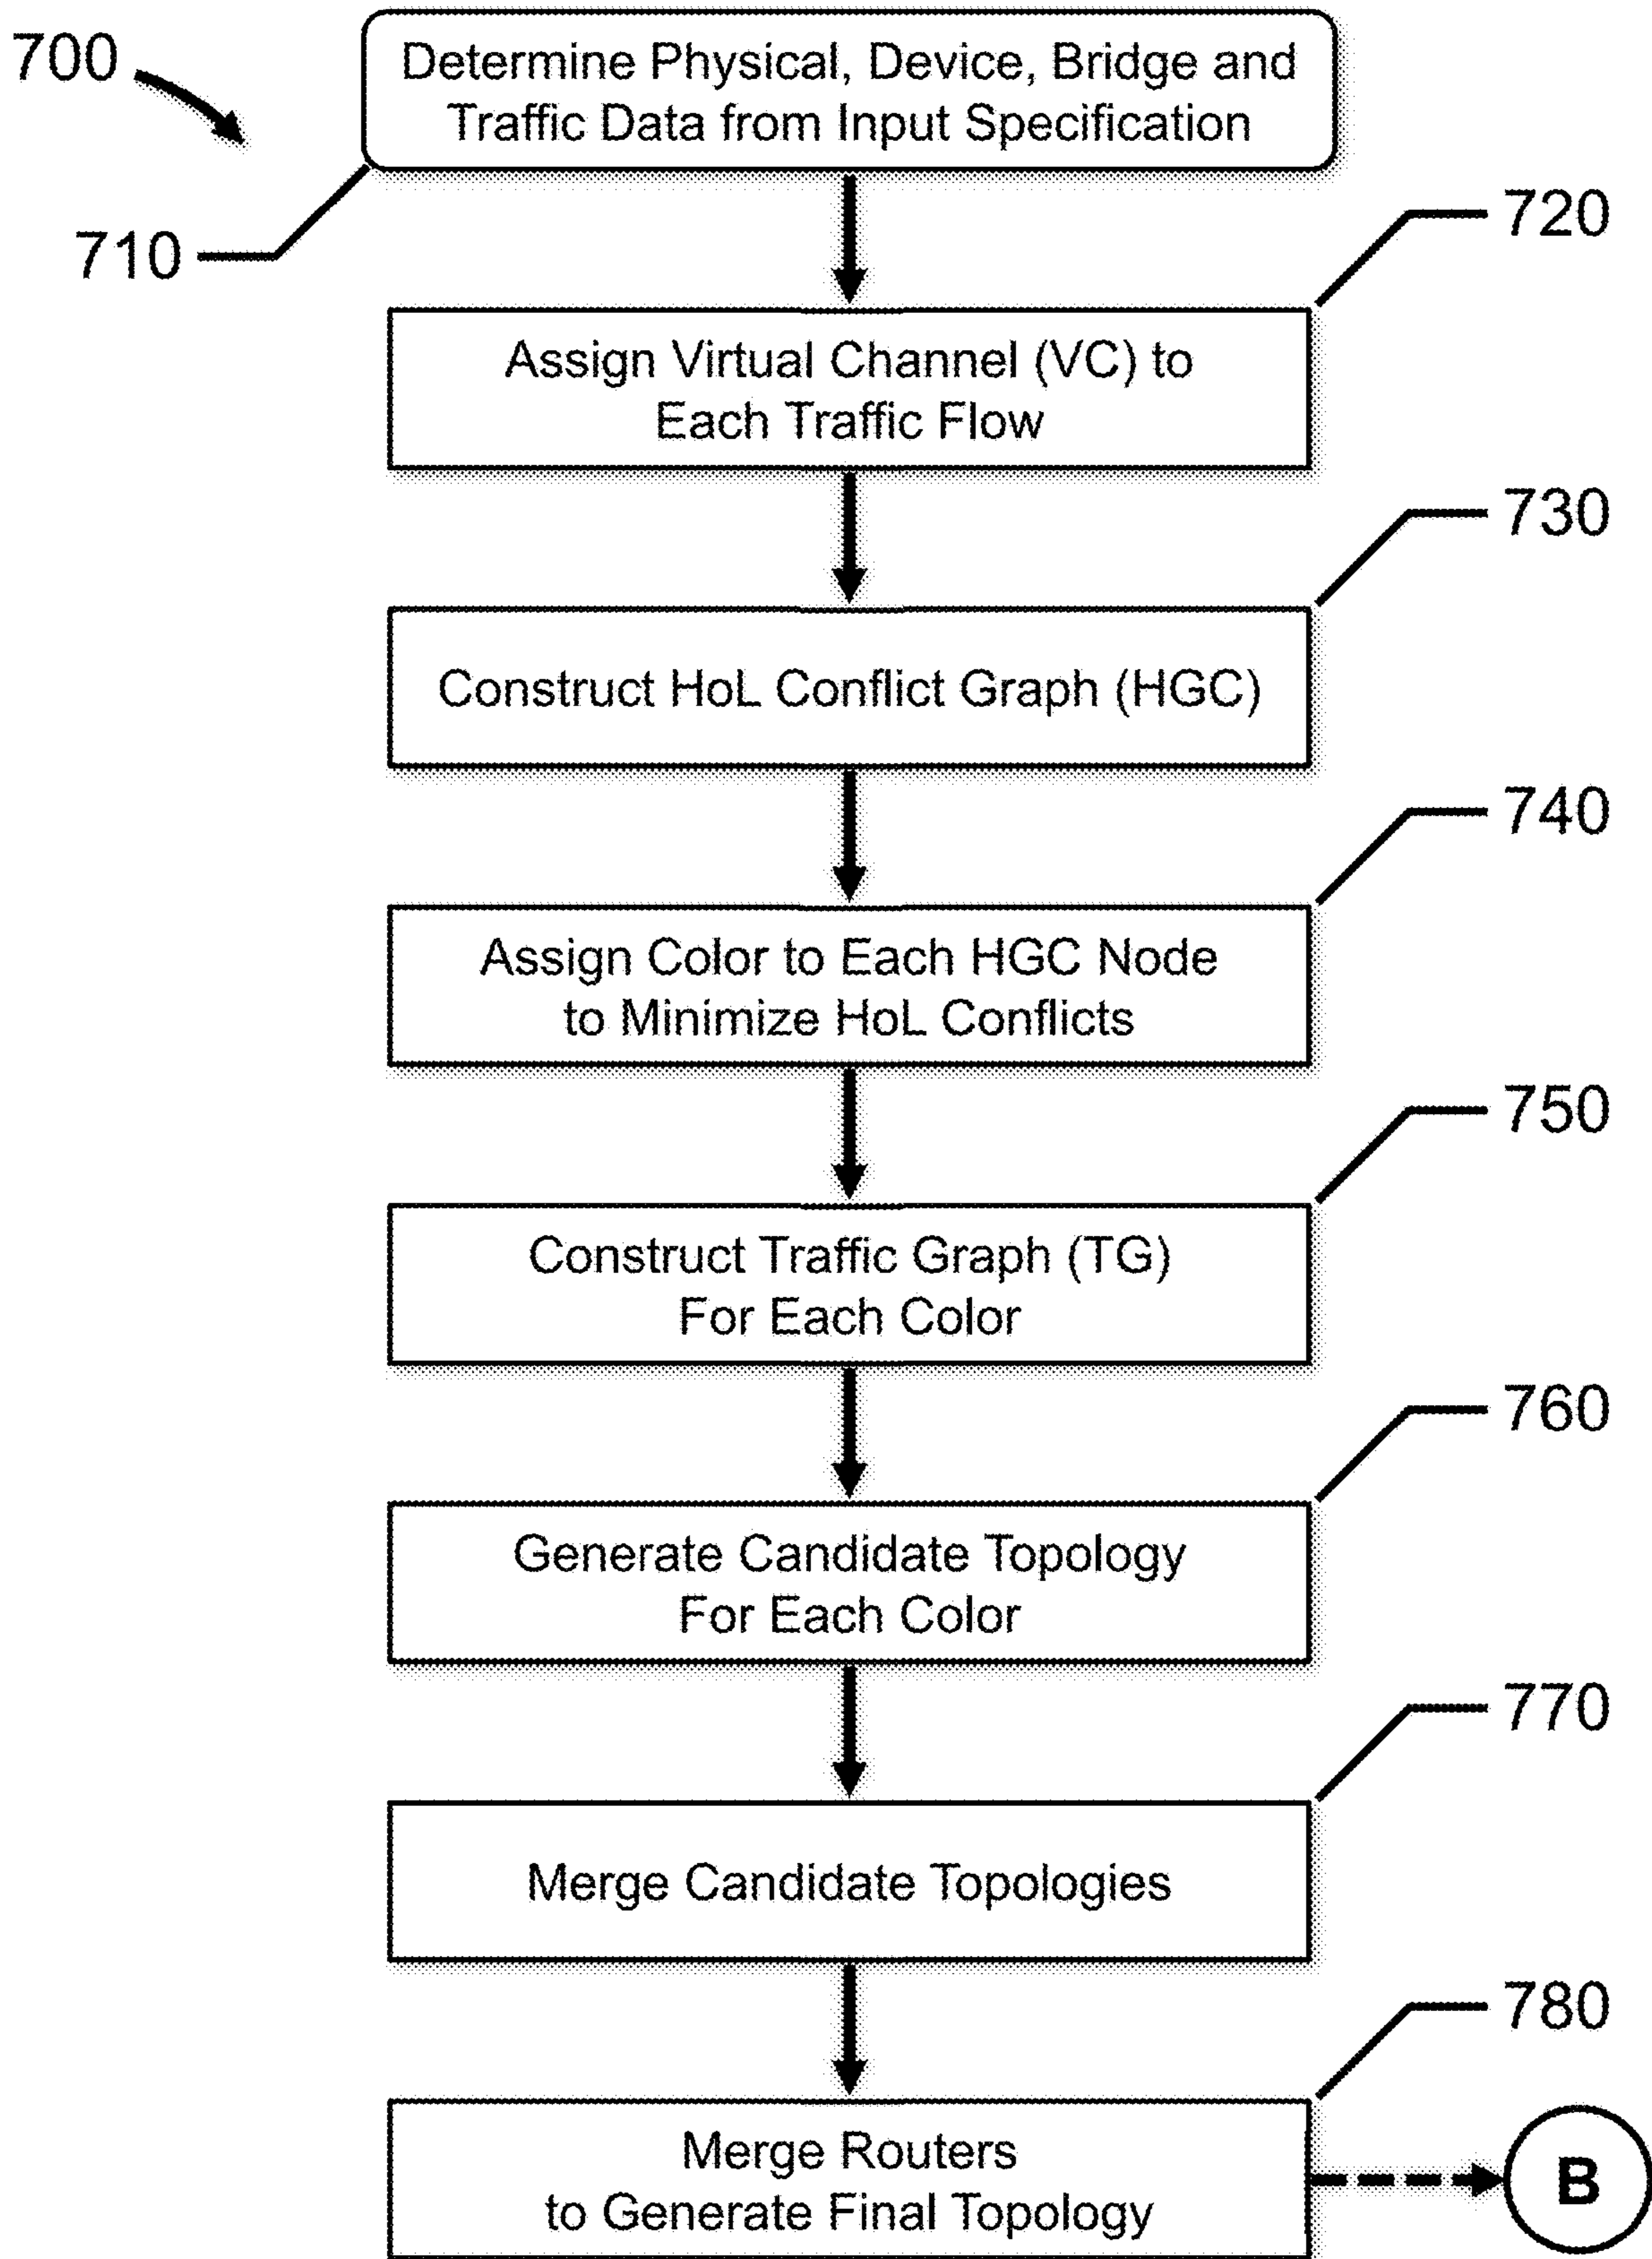 700
Determine Physical, Device, Bridge and
Traffic Data from Input Specification
710
720
Assign Virtual Channel (VC) to
Each Traffic Flow
730
Construct HoL Conflict Graph (HGC)
740
Assign Color to Each HGC Node
to Minimize HoL Conflicts
750
Construct Traffic Graph (TG)
For Each Color
760
Generate Candidate Topology
For Each Color
770
Merge Candidate Topologies
780
Merge Routers
to Generate Final Topology
B